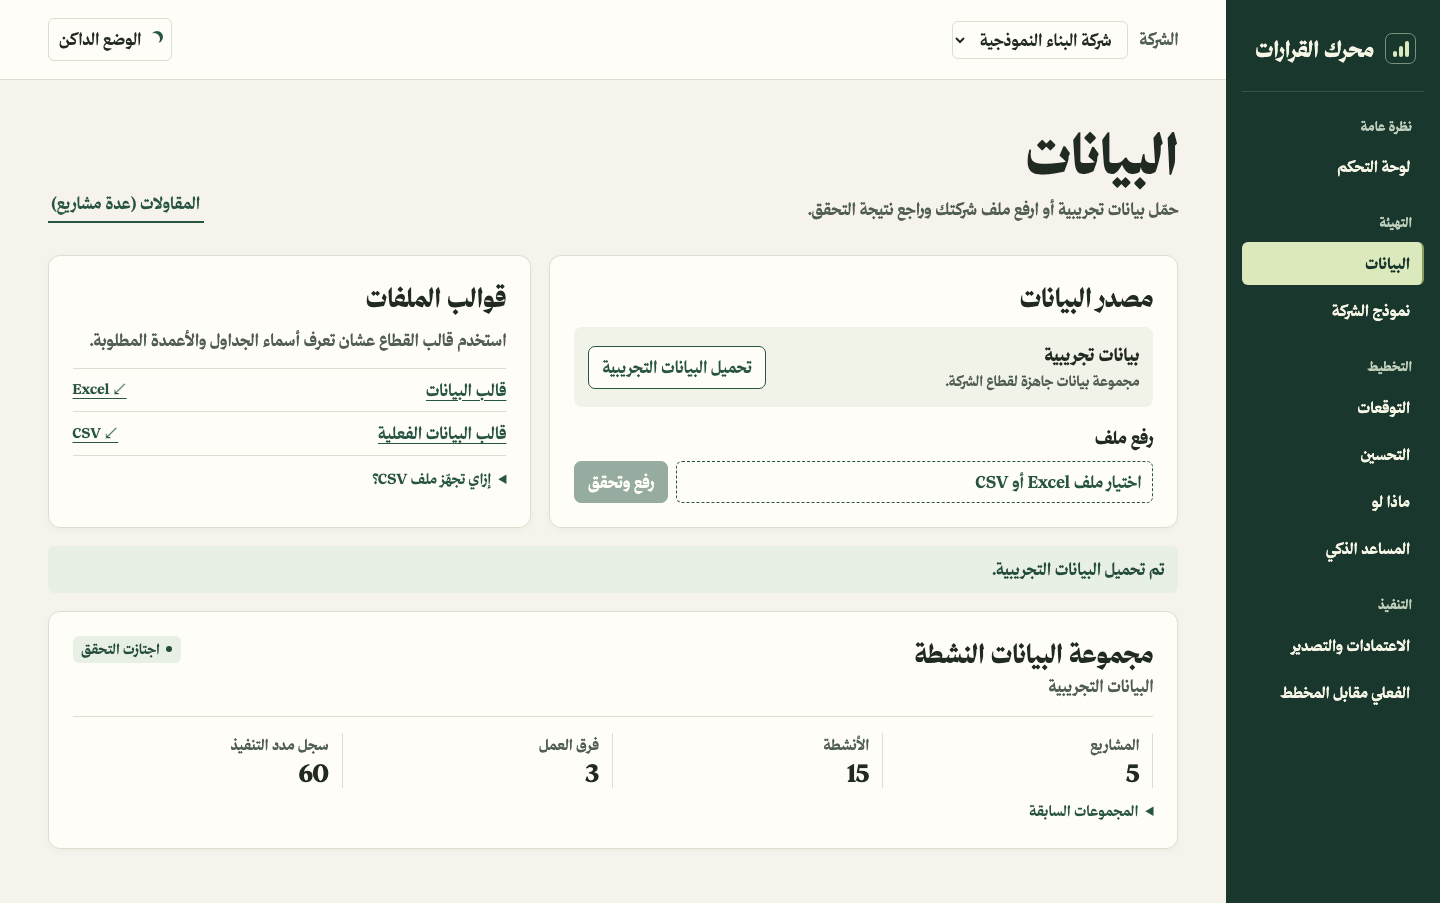 محرك القرارات
نظرة عامة
لوحة التحكم
التهيئة
البيانات
نموذج الشركة
التخطيط
التوقعات
التحسين
ماذا لو
المساعد الذكي
التنفيذ
الاعتمادات والتصدير
الفعلي مقابل المخطط
الشركة
شركة البناء النموذجية
الوضع الداكن
البيانات
حمّل بيانات تجريبية أو ارفع ملف شركتك وراجع نتيجة التحقق.
المقاولات (عدة مشاريع)
مصدر البيانات
بيانات تجريبية
مجموعة بيانات جاهزة لقطاع الشركة.
تحميل البيانات التجريبية
رفع ملف
اختيار ملف Excel أو CSV
رفع وتحقق
قوالب الملفات
استخدم قالب القطاع عشان تعرف أسماء الجداول والأعمدة المطلوبة.
قالب البيانات
Excel ↙
قالب البيانات الفعلية
CSV ↙
إزاي تجهّز ملف CSV؟
تم تحميل البيانات التجريبية.
مجموعة البيانات النشطة
البيانات التجريبية
اجتازت التحقق
المشاريع
5
الأنشطة
15
فرق العمل
3
سجل مدد التنفيذ
60
المجموعات السابقة